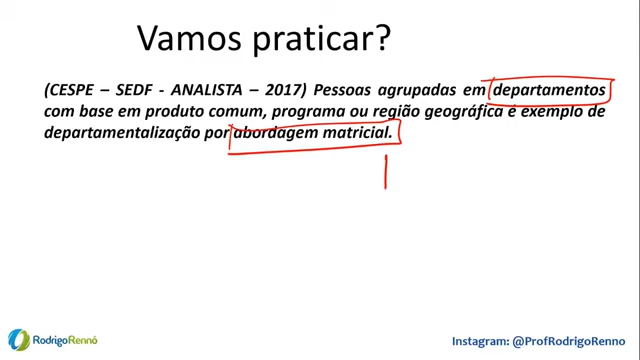 Vamos praticar?
(CESPE – SEDF - ANALISTA – 2017) Pessoas agrupadas em departamentos
com base em produto comum, programa ou região geográfica é exemplo de
departamentalização por abordagem matricial.
RodrigoRennó
Instagram: @ProfRodrigoRenno